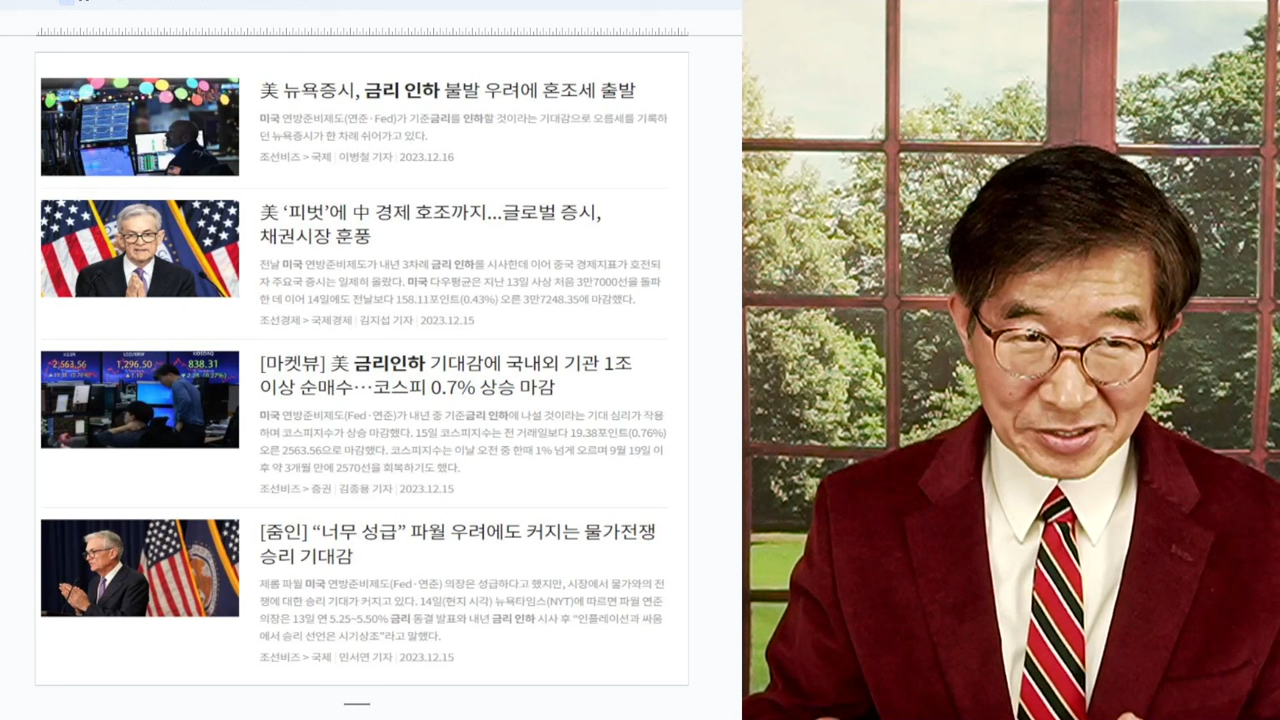 美 뉴욕증시, 금리 인하 불발 우려에 혼조세 출발
미국 연방준비제도(연준·Fed)가 기준금리를 인하할 것이라는 기대감으로 오름세를 기록하
던 뉴욕증시가 한 차례 쉬어가고 있다.
조선비즈 > 국제 | 이병철 기자 | 2023.12.16
美 ‘피벗’에 中 경제 호조까지...글로벌 증시,
채권시장 훈풍
전날 미국 연방준비제도가 내년 3차례 금리 인하를 시사한데 이어 중국 경제지표가 호전되
자 주요국 증시는 일제히 올랐다. 미국 다우평균은 지난 13일 사상 처음 3만7000선을 돌파
한 데 이어 14일에도 전날보다 158.11포인트(0.43%) 오른 3만7248.35에 마감했다.
조선경제 > 국제경제 | 김지섭 기자 | 2023.12.15
2,563.56
1,296.50
KOSDAQ
838.31
[마켓뷰] 美 금리인하 기대감에 국내외 기관 1조
이상 순매수…코스피 0.7% 상승 마감
미국 연방준비제도(Fed·연준)가 내년 중 기준금리 인하에 나설 것이라는 기대 심리가 작용
하며 코스피지수가 상승 마감했다. 15일 코스피지수는 전 거래일보다 19.38포인트(0.76%)
오른 2563.56으로 마감했다. 코스피지수는 이날 오전 중 한때 1% 넘게 오르며 9월 19일 이
후 약 3개월 만에 2570선을 회복하기도 했다.
조선비즈 > 증권 | 김종용 기자 | 2023.12.15
[줌인] “너무 성급” 파월 우려에도 커지는 물가전쟁
승리 기대감
제롬 파월 미국 연방준비제도(Fed·연준) 의장은 성급하다고 했지만, 시장에서 물가와의 전
쟁에 대한 승리 기대가 커지고 있다. 14일(현지 시각) 뉴욕타임스(NYT)에 따르면 파월 연준
의장은 13일 연 5.25~5.50% 금리 동결 발표와 내년 금리 인하 시사 후 “인플레이션과 싸움
에서 승리 선언은 시기상조”라고 말했다.
조선비즈 > 국제 | 민서연 기자 | 2023.12.15